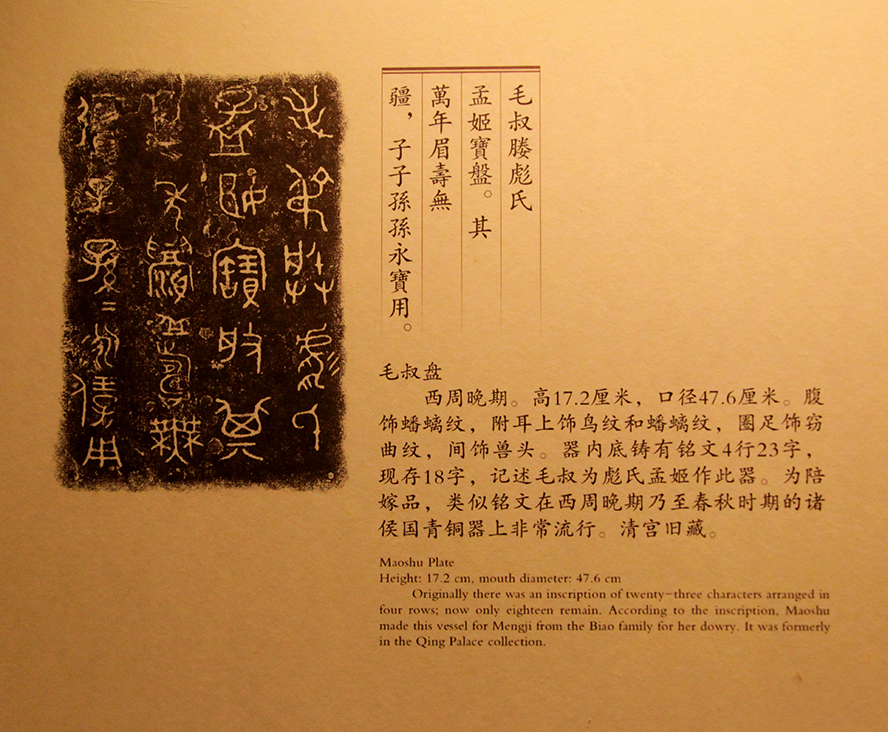 毛叔塍彪氏
孟姬寶盤。其
萬年眉壽無
疆，子子孫孫永寶用。
毛叔盘
西周晚期。高17.2厘米，口径47.6厘米。腹
饰蟠螭纹，附耳上饰鸟纹和蟠螭纹，圈足饰窃
曲纹，间饰兽头。器内底铸有铭文4行23字，
现存18字，记述毛叔为彪氏孟姬作此器。为陪
嫁品，类似铭文在西周晚期乃至春秋时期的诸
侯国青铜器上非常流行。清宫旧藏。
Maoshu Plate
Height: 17.2 cm, mouth diameter: 47.6 cm
Originally there was an inscription of twenty-three characters arranged in
four rows; now only eighteen remain. According to the inscription, Maoshu
made this vessel for Mengji from the Biao family for her dowry. It was formerly
in the Qing Palace collection.